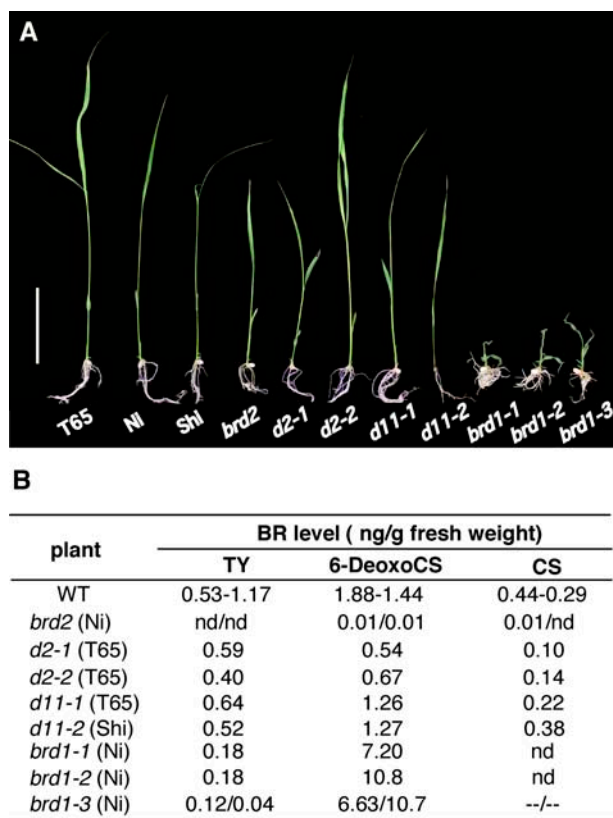 A
T65 Ni Shi brd2 d2-1 d2-2 d11-1 d11-2 brd1-1 brd1-2 brd1-3
B
plant BR level ( ng/g fresh weight)
TY 6-DeoxoCS CS
WT 0.53-1.17 1.88-1.44 0.44-0.29
brd2 (Ni) nd/nd 0.01/0.01 0.01/nd
d2-1 (T65) 0.59 0.54 0.10
d2-2 (T65) 0.40 0.67 0.14
d11-1 (T65) 0.64 1.26 0.22
d11-2 (Shi) 0.52 1.27 0.38
brd1-1 (Ni) 0.18 7.20 nd
brd1-2 (Ni) 0.18 10.8 nd
brd1-3 (Ni) 0.12/0.04 6.63/10.7 --/--